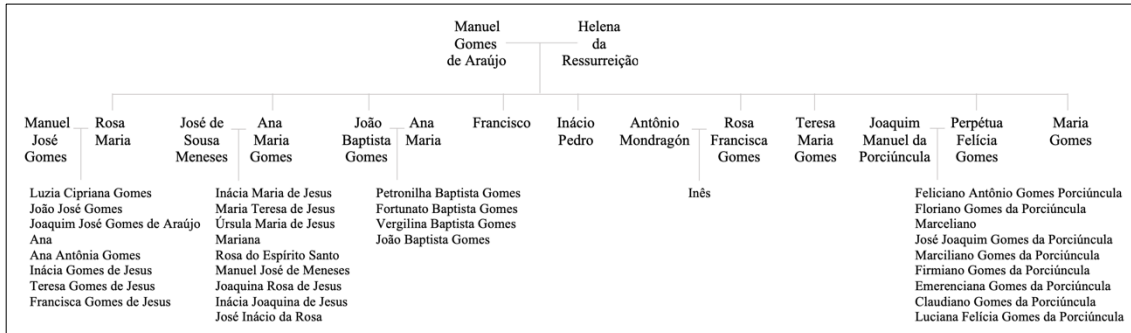 Manuel
Gomes
de Araújo
Helena
da
Ressurreição
Manuel
José
Gomes
Rosa
Maria
José de
Sousa
Meneses
Ana
Maria
Gomes
João
Baptista
Gomes
Ana
Maria
Francisco
Inácio
Pedro
Antônio
Mondragón
Rosa
Francisca
Gomes
Teresa
Maria
Gomes
Joaquim
Manuel da
Porciúncula
Perpétua
Felícia
Gomes
Maria
Gomes
Luzia Cipriana Gomes
João José Gomes
Joaquim José Gomes de Araújo
Ana
Ana Antônia Gomes
Inácia Gomes de Jesus
Teresa Gomes de Jesus
Francisca Gomes de Jesus
Inácia Maria de Jesus
Maria Teresa de Jesus
Úrsula Maria de Jesus
Mariana
Rosa do Espírito Santo
Manuel José de Meneses
Joaquina Rosa de Jesus
Inácia Joaquina de Jesus
José Inácio da Rosa
Petronilha Baptista Gomes
Fortunato Baptista Gomes
Vergilina Baptista Gomes
João Baptista Gomes
Inês
Feliciano Antônio Gomes Porciúncula
Floriano Gomes da Porciúncula
Marceliano
José Joaquim Gomes da Porciúncula
Marciliano Gomes da Porciúncula
Firmiano Gomes da Porciúncula
Emerenciana Gomes da Porciúncula
Claudiano Gomes da Porciúncula
Luciana Felícia Gomes da Porciúncula